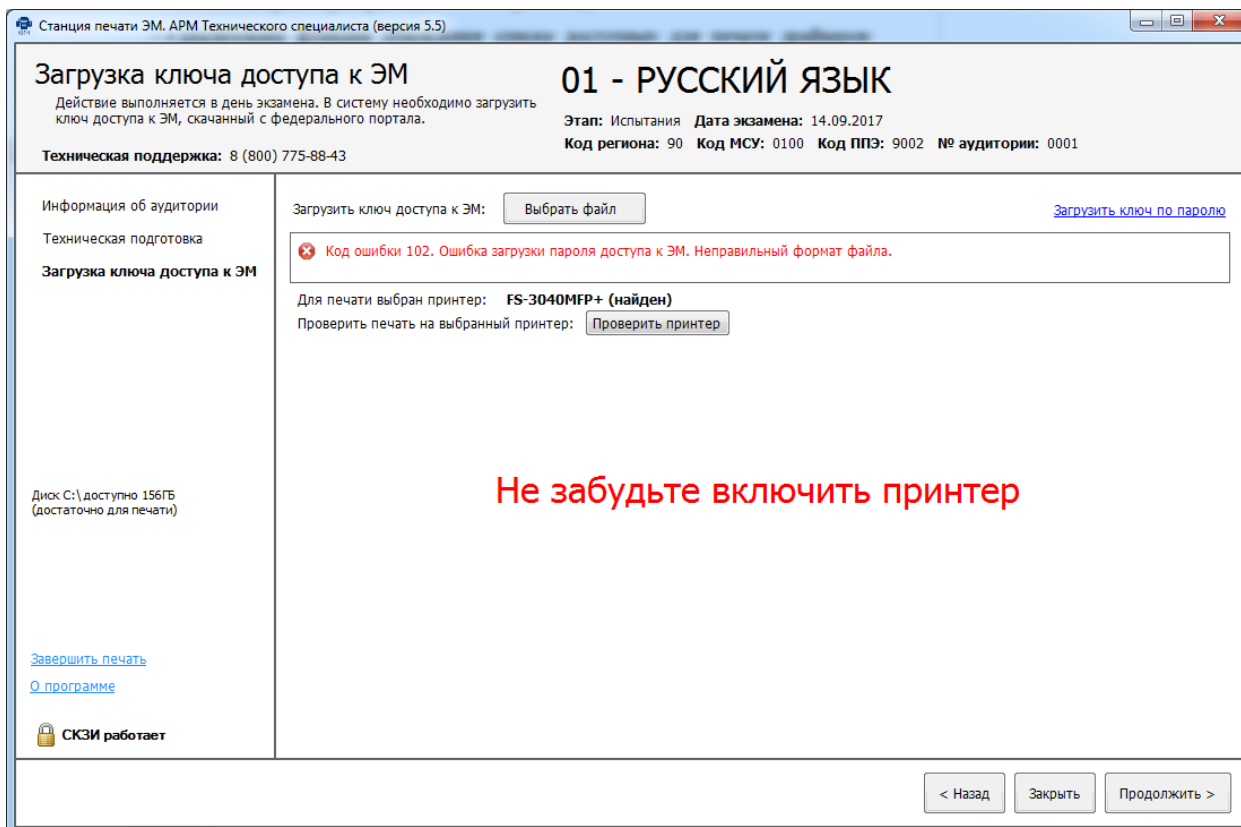 Станция печати ЭМ. АРМ Технического специалиста (версия 5.5)
Загрузка ключа доступа к ЭМ
Действие выполняется в день экзамена. В систему необходимо загрузить
ключ доступа к ЭМ, скачанный с федерального портала.
Техническая поддержка: 8 (800) 775-88-43
01 - РУССКИЙ ЯЗЫК
Этап: Испытания Дата экзамена: 14.09.2017
Код региона: 90 Код МСУ: 0100 Код ППЭ: 9002 № аудитории: 0001
Информация об аудитории
Техническая подготовка
Загрузка ключа доступа к ЭМ
Диск C:\ доступно 156ГБ
(достаточно для печати)
Завершить печать
О программе
СКЗИ работает
Загрузить ключ доступа к ЭМ: Выбрать файл Загрузить ключ по паролю
Код ошибки 102. Ошибка загрузки пароля доступа к ЭМ. Неправильный формат файла.
Для печати выбран принтер: FS-3040MFP+ (найден)
Проверить печать на выбранный принтер: Проверить принтер
Не забудьте включить принтер
< Назад Закрыть Продолжить >